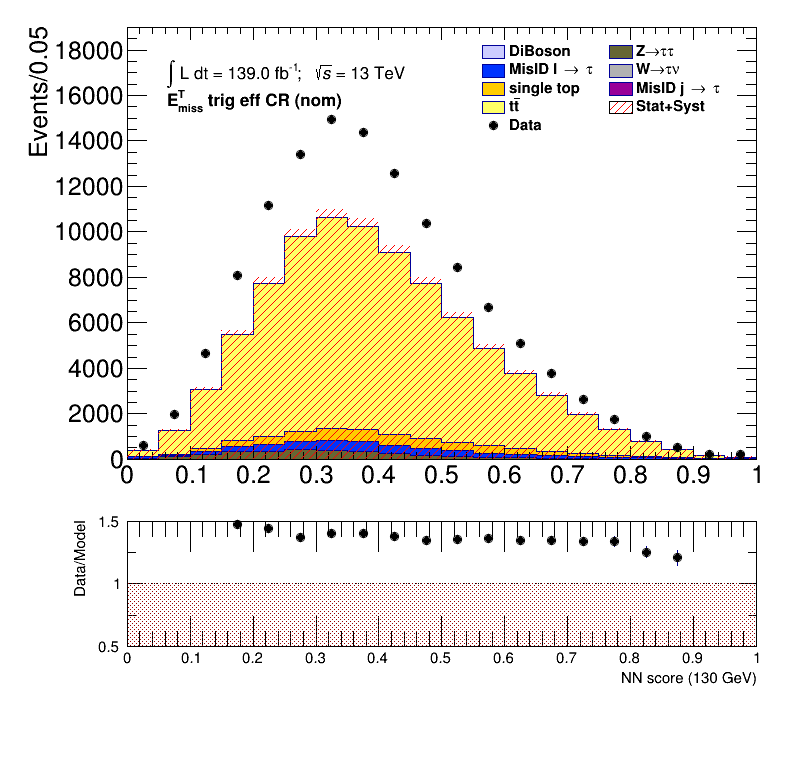 Events/0.05
18000
16000
14000
12000
10000
8000
6000
4000
2000
0
∫ L dt = 139.0 fb⁻¹; √s = 13 TeV
E^T_miss trig eff CR (nom)
DiBoson
MisID l → τ
single top
tt̄
Data
Z→ττ
W→τν
MisID j → τ
Stat+Syst
0 0.1 0.2 0.3 0.4 0.5 0.6 0.7 0.8 0.9 1
Data/Model
1.5
1
0.5
0 0.1 0.2 0.3 0.4 0.5 0.6 0.7 0.8 0.9 1
NN score (130 GeV)